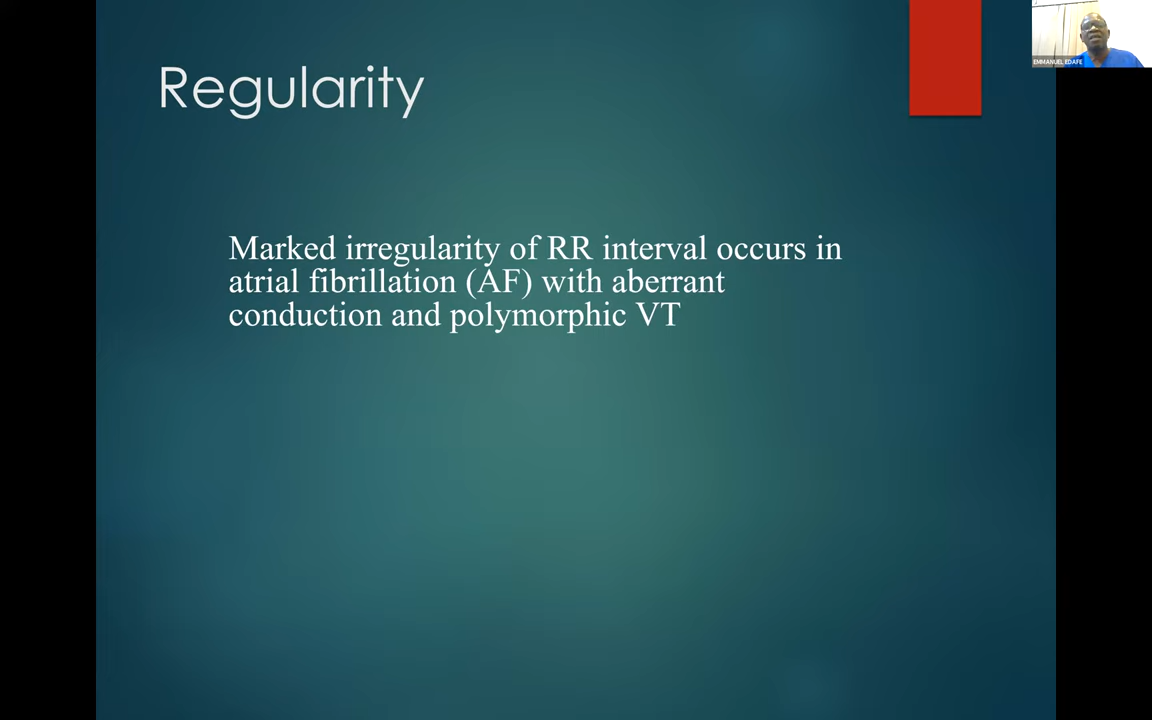 Regularity
EMMANUEL EDAFE
Marked irregularity of RR interval occurs in
atrial fibrillation (AF) with aberrant
conduction and polymorphic VT